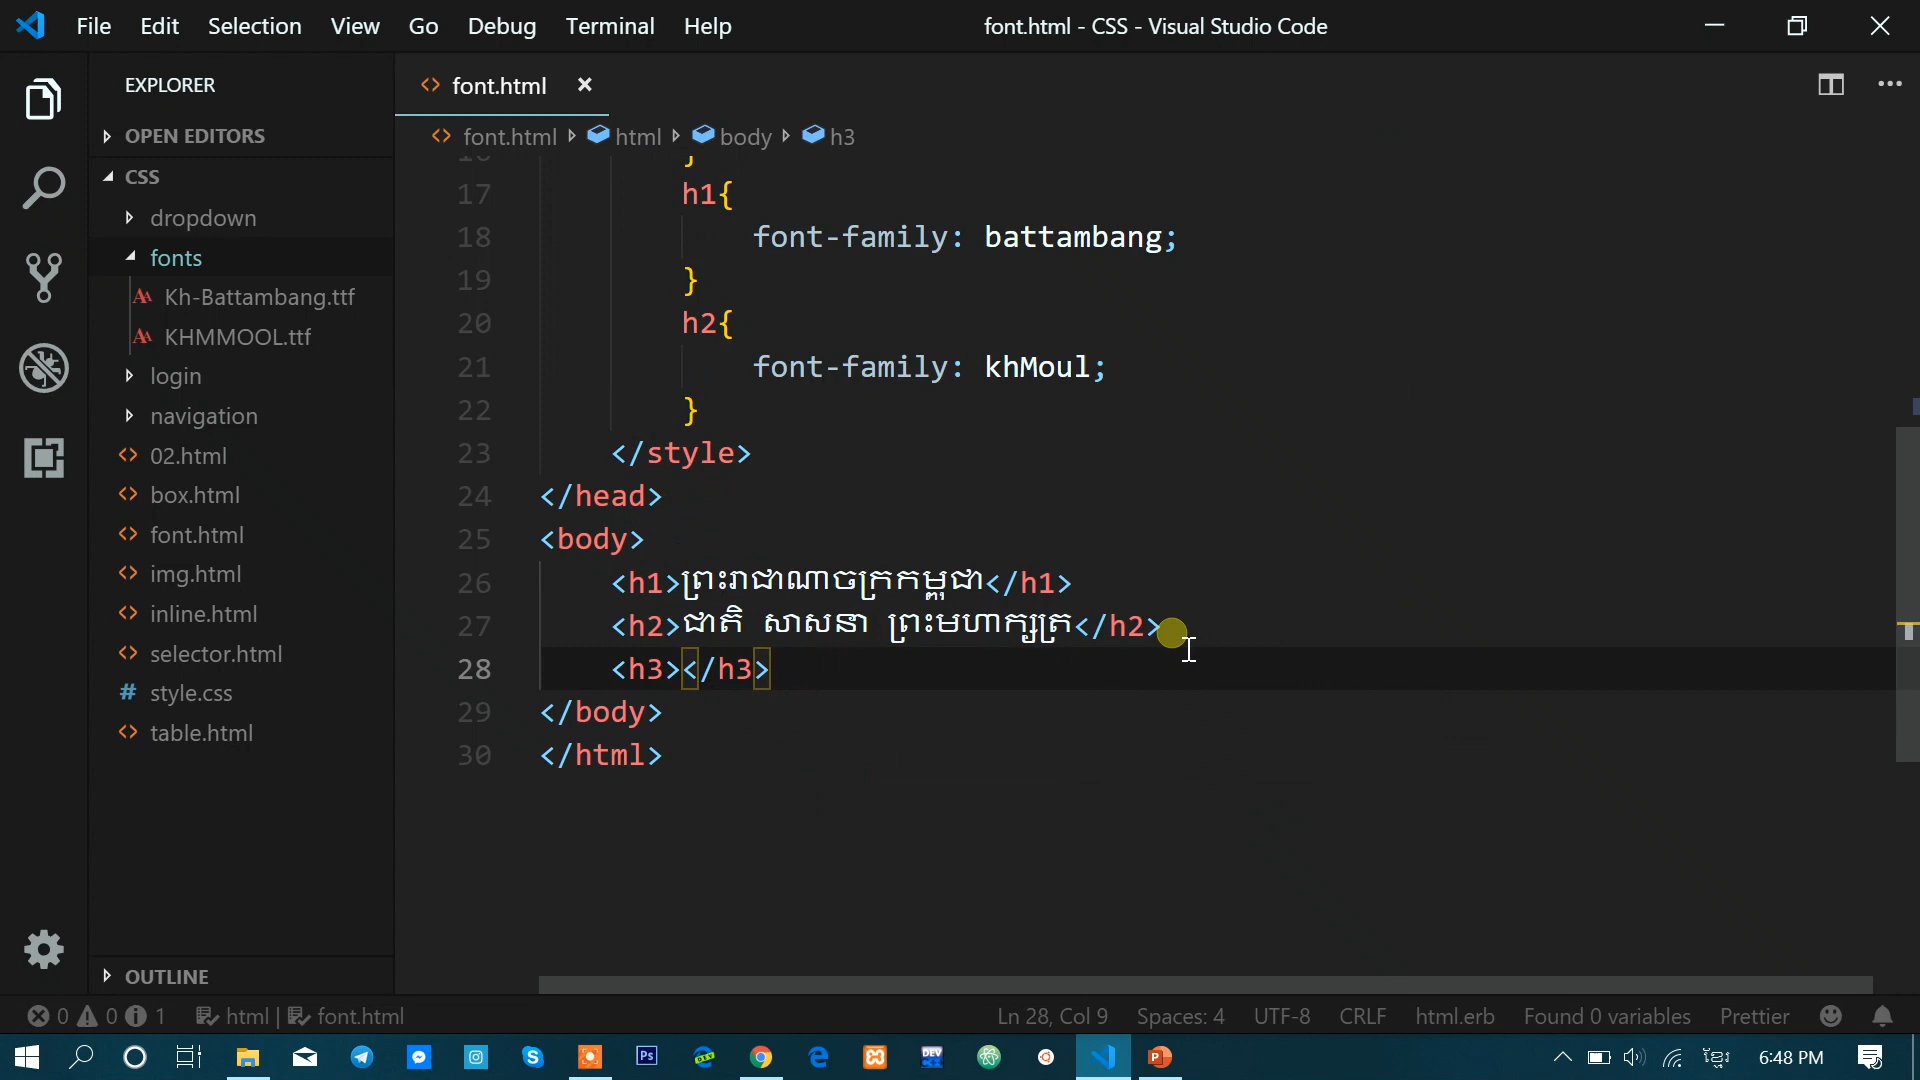 File Edit Selection View Go Debug Terminal Help font.html - CSS - Visual Studio Code
EXPLORER
OPEN EDITORS
CSS
dropdown
fonts
Kh-Battambang.ttf
KHMMOOL.ttf
login
navigation
02.html
box.html
font.html
img.html
inline.html
selector.html
style.css
table.html
OUTLINE
font.html
font.html html body h3
16 }
17 h1{
18 font-family: battambang;
19 }
20 h2{
21 font-family: khMoul;
22 }
23 </style>
24 </head>
25 <body>
26 <h1>ព្រះរាជាណាចក្រកម្ពុជា</h1>
27 <h2>ជាតិ សាសនា ព្រះមហាក្សត្រ</h2>
28 <h3></h3>
29 </body>
30 </html>
0 0 1 html | font.html Ln 28, Col 9 Spaces: 4 UTF-8 CRLF html.erb Found 0 variables Prettier
Ps DEV ខ្មែរ 6:48 PM